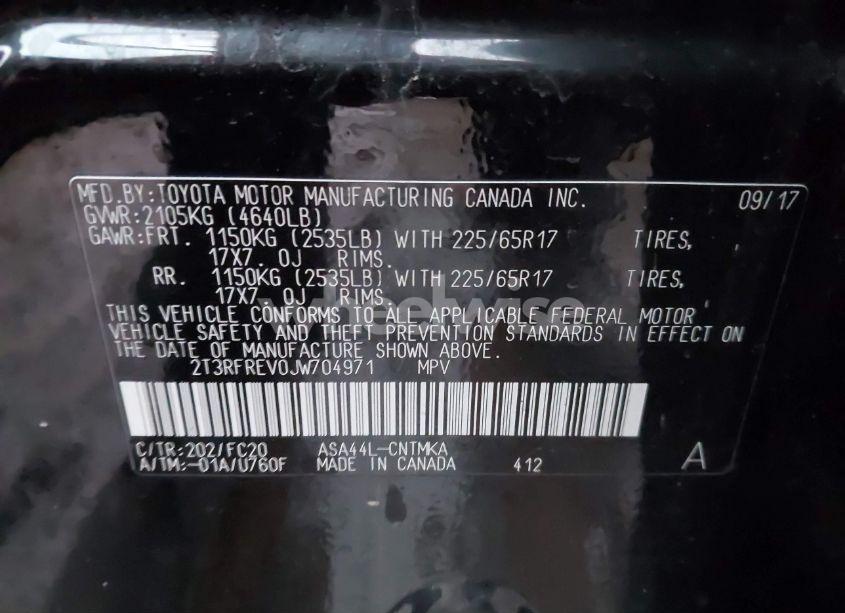 MFD.BY:TOYOTA MOTOR MANUFACTURING CANADA INC. 09/17
GVWR:2105KG (4640LB)
GAWR:FRT. 1150KG (2535LB) WITH 225/65R17 TIRES,
17X7.0J RIMS.
RR. 1150KG (2535LB) WITH 225/65R17 TIRES,
17X7.0J RIMS.
wheelwise
THIS VEHICLE CONFORMS TO ALL APPLICABLE FEDERAL MOTOR
VEHICLE SAFETY AND THEFT PREVENTION STANDARDS IN EFFECT ON
THE DATE OF MANUFACTURE SHOWN ABOVE.
2T3RFREV0JW704971 MPV
C/TR:202/FC20 ASA44L-CNTMKA
A/TM:-01A/U760F MADE IN CANADA 412 A